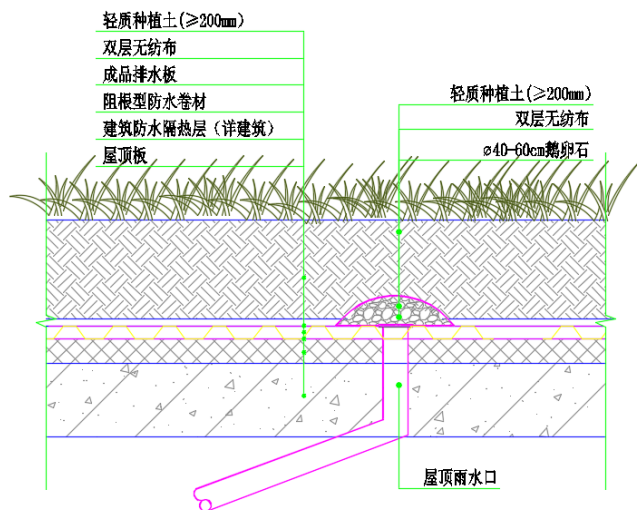 轻质种植土(≥200mm)
双层无纺布
成品排水板
阻根型防水卷材
建筑防水隔热层（详建筑）
屋顶板
轻质种植土(≥200mm)
双层无纺布
ø40-60cm鹅卵石
屋顶雨水口